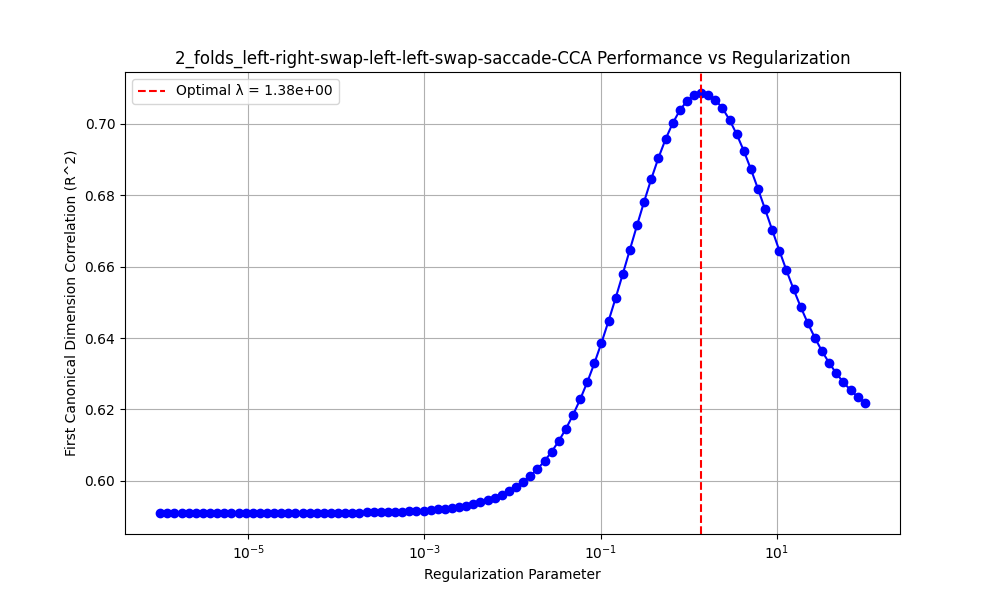 2_folds_left-right-swap-left-left-swap-saccade-CCA Performance vs Regularization
Optimal λ = 1.38e+00
First Canonical Dimension Correlation (R^2)
0.70
0.68
0.66
0.64
0.62
0.60
10^-5
10^-3
10^-1
10^1
Regularization Parameter